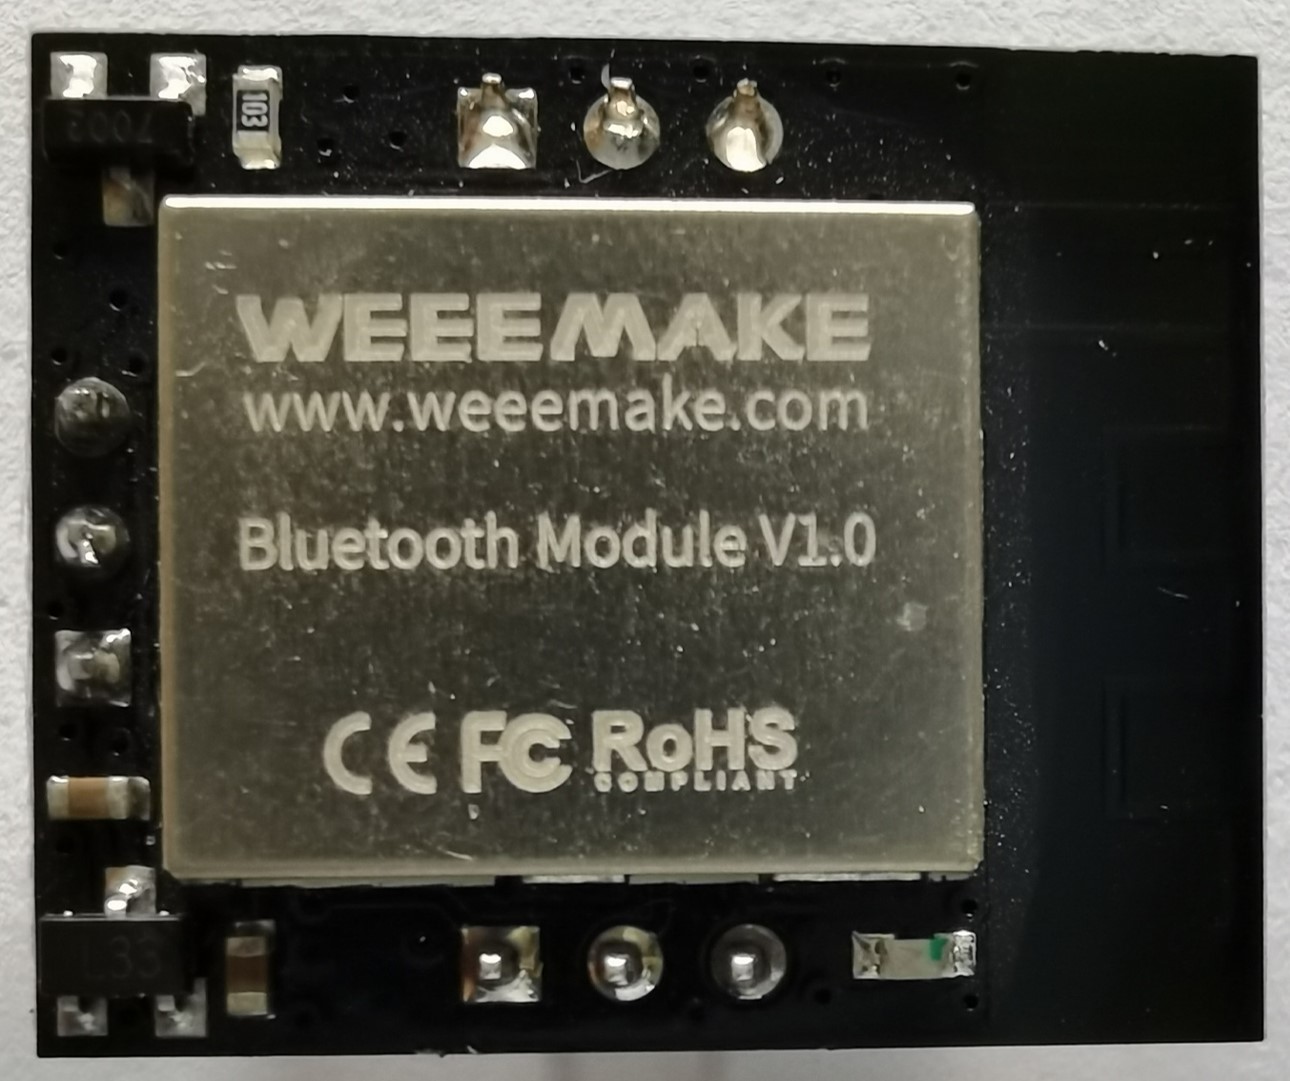 7002
103
WEEEMAKE
www.weeemake.com
Bluetooth Module V1.0
CE FC RoHS
COMPLIANT
L33